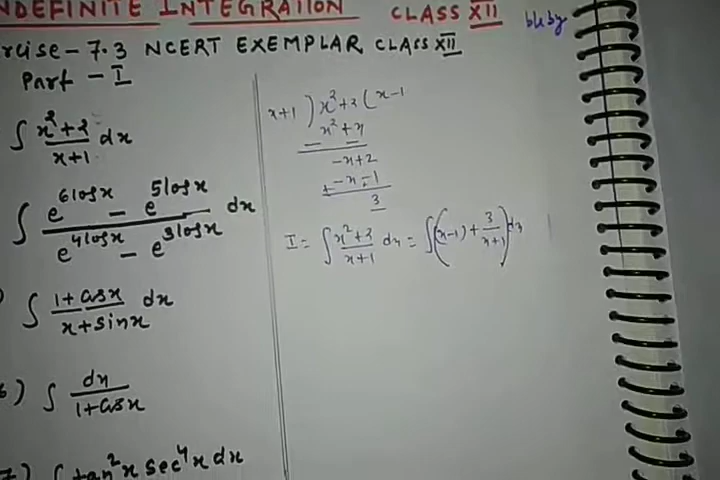 NDEFINITE INTEGRATION CLASS XII
rcise-7.3 NCERT EXEMPLAR CLASS XII
Part - I
∫ x²+2/x+1 dx
∫ e^6logx - e^5logx / e^4logx - e^3logx dx
) ∫ 1+cosx/x+sinx dx
6) ∫ dx/1+cosx
7) ∫ tan²x sec⁴x dx
x+1 ) x²+2 ( x-1
x²+x
- -
-x+2
-x-1
+ +
3
I = ∫ x²+2/x+1 dx = ∫((x-1) + 3/x+1)dx